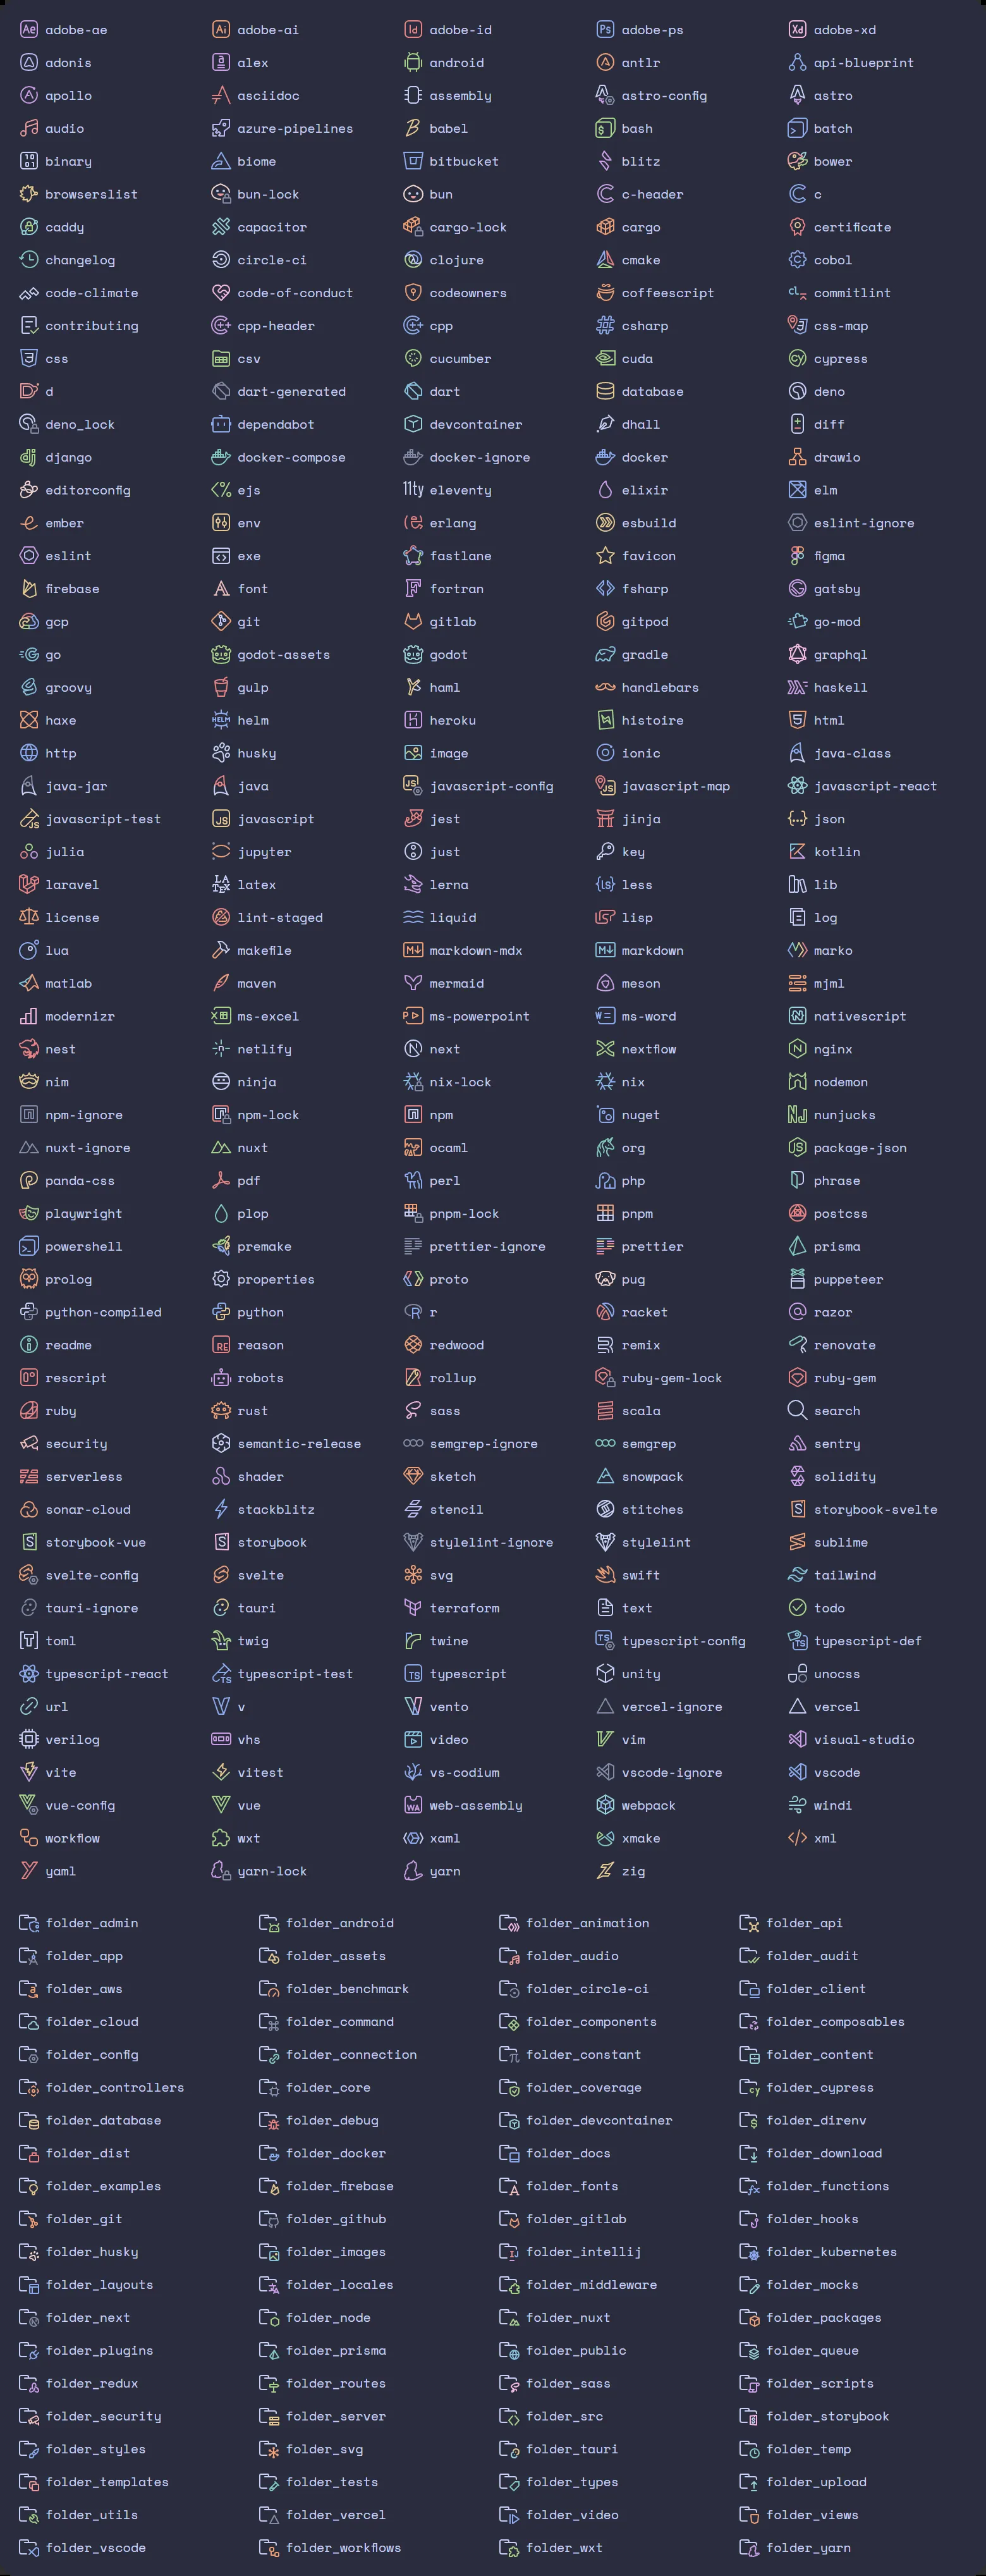 adobe-ae adobe-ai adobe-id adobe-ps adobe-xd
adonis alex android antlr api-blueprint
apollo asciidoc assembly astro-config astro
audio azure-pipelines babel bash batch
binary biome bitbucket blitz bower
browserslist bun-lock bun c-header c
caddy capacitor cargo-lock cargo certificate
changelog circle-ci clojure cmake cobol
code-climate code-of-conduct codeowners coffeescript commitlint
contributing cpp-header cpp csharp css-map
css csv cucumber cuda cypress
d dart-generated dart database deno
deno_lock dependabot devcontainer dhall diff
django docker-compose docker-ignore docker drawio
editorconfig ejs eleventy elixir elm
ember env erlang esbuild eslint-ignore
eslint exe fastlane favicon figma
firebase font fortran fsharp gatsby
gcp git gitlab gitpod go-mod
go godot-assets godot gradle graphql
groovy gulp haml handlebars haskell
haxe helm heroku histoire html
http husky image ionic java-class
java-jar java javascript-config javascript-map javascript-react
javascript-test javascript jest jinja json
julia jupyter just key kotlin
laravel latex lerna less lib
license lint-staged liquid lisp log
lua makefile markdown-mdx markdown marko
matlab maven mermaid meson mjml
modernizr ms-excel ms-powerpoint ms-word nativescript
nest netlify next nextflow nginx
nim ninja nix-lock nix nodemon
npm-ignore npm-lock npm nuget nunjucks
nuxt-ignore nuxt ocaml org package-json
panda-css pdf perl php phrase
playwright plop pnpm-lock pnpm postcss
powershell premake prettier-ignore prettier prisma
prolog properties proto pug puppeteer
python-compiled python r racket razor
readme reason redwood remix renovate
rescript robots rollup ruby-gem-lock ruby-gem
ruby rust sass scala search
security semantic-release semgrep-ignore semgrep sentry
serverless shader sketch snowpack solidity
sonar-cloud stackblitz stencil stitches storybook-svelte
storybook-vue storybook stylelint-ignore stylelint sublime
svelte-config svelte svg swift tailwind
tauri-ignore tauri terraform text todo
toml twig twine typescript-config typescript-def
typescript-react typescript-test typescript unity unocss
url v vento vercel-ignore vercel
verilog vhs video vim visual-studio
vite vitest vs-codium vscode-ignore vscode
vue-config vue web-assembly webpack windi
workflow wxt xaml xmake xml
yaml yarn-lock yarn zig
folder_admin folder_android folder_animation folder_api
folder_app folder_assets folder_audio folder_audit
folder_aws folder_benchmark folder_circle-ci folder_client
folder_cloud folder_command folder_components folder_composables
folder_config folder_connection folder_constant folder_content
folder_controllers folder_core folder_coverage folder_cypress
folder_database folder_debug folder_devcontainer folder_direnv
folder_dist folder_docker folder_docs folder_download
folder_examples folder_firebase folder_fonts folder_functions
folder_git folder_github folder_gitlab folder_hooks
folder_husky folder_images folder_intellij folder_kubernetes
folder_layouts folder_locales folder_middleware folder_mocks
folder_next folder_node folder_nuxt folder_packages
folder_plugins folder_prisma folder_public folder_queue
folder_redux folder_routes folder_sass folder_scripts
folder_security folder_server folder_src folder_storybook
folder_styles folder_svg folder_tauri folder_temp
folder_templates folder_tests folder_types folder_upload
folder_utils folder_vercel folder_video folder_views
folder_vscode folder_workflows folder_wxt folder_yarn